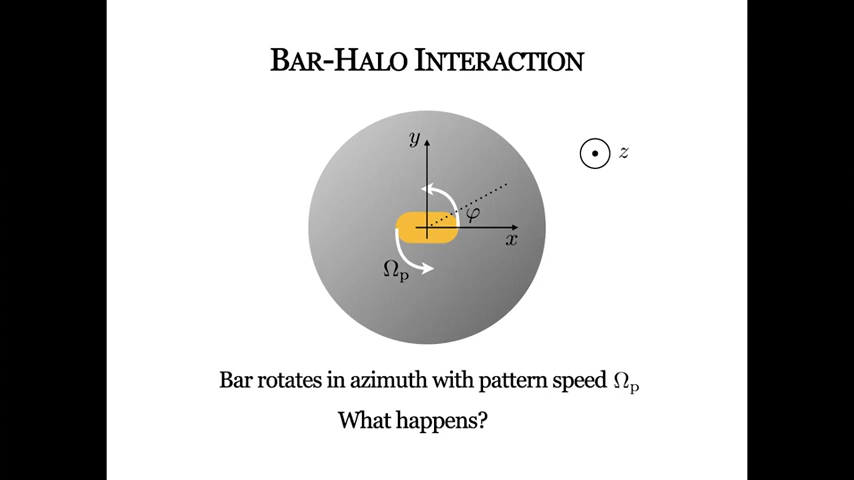 BAR-HALO INTERACTION
y
z
φ
x
Ωp
Bar rotates in azimuth with pattern speed Ωp
What happens?